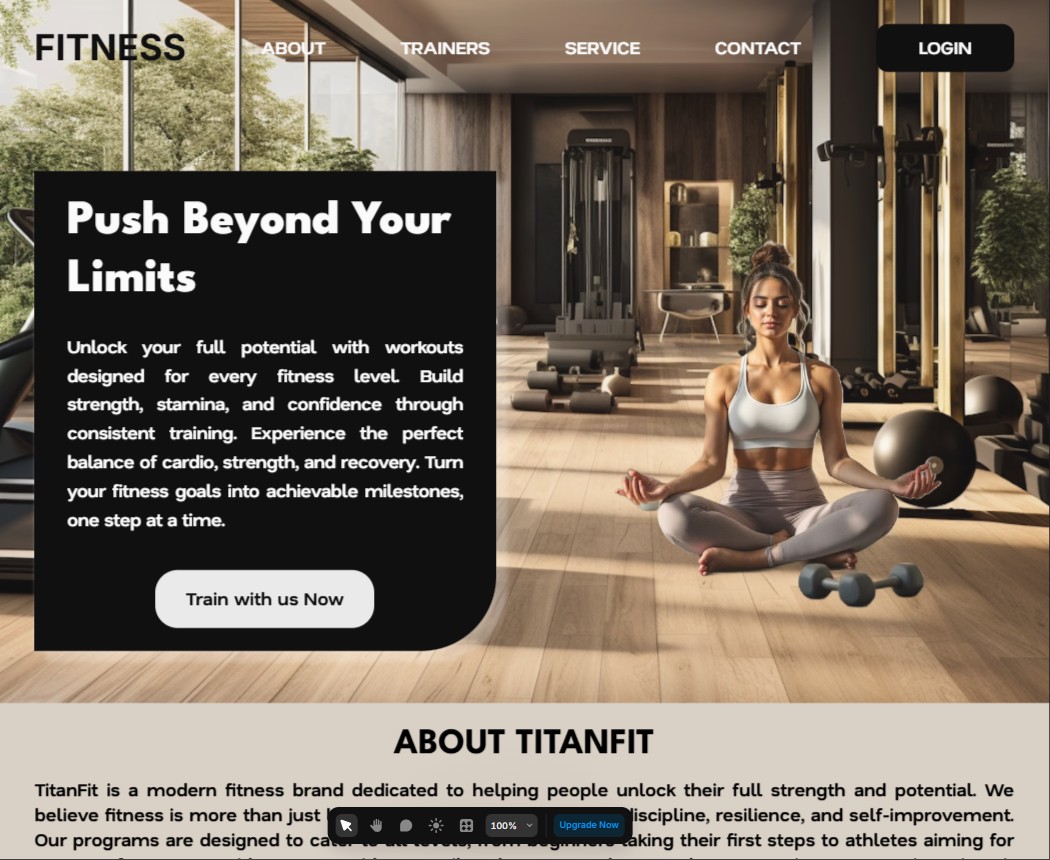 FITNESS
ABOUT
TRAINERS
SERVICE
CONTACT
LOGIN
Push Beyond Your
Limits
Unlock your full potential with workouts
designed for every fitness level. Build
strength, stamina, and confidence through
consistent training. Experience the perfect
balance of cardio, strength, and recovery. Turn
your fitness goals into achievable milestones,
one step at a time.
Train with us Now
ABOUT TITANFIT
TitanFit is a modern fitness brand dedicated to helping people unlock their full strength and potential. We
believe fitness is more than just discipline, resilience, and self-improvement.
Our programs are designed to cater to all levels, from beginners taking their first steps to athletes aiming for
100%
Upgrade Now